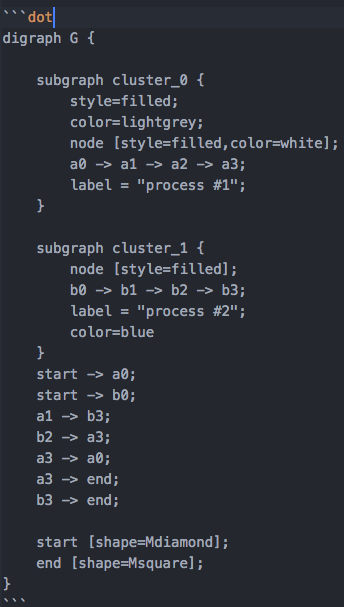 ```dot
digraph G {

    subgraph cluster_0 {
        style=filled;
        color=lightgrey;
        node [style=filled,color=white];
        a0 -> a1 -> a2 -> a3;
        label = "process #1";
    }

    subgraph cluster_1 {
        node [style=filled];
        b0 -> b1 -> b2 -> b3;
        label = "process #2";
        color=blue
    }
    start -> a0;
    start -> b0;
    a1 -> b3;
    b2 -> a3;
    a3 -> a0;
    a3 -> end;
    b3 -> end;

    start [shape=Mdiamond];
    end [shape=Msquare];
}
```